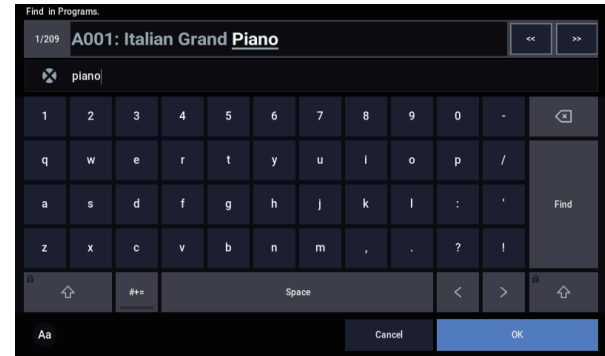 Find in Programs.
1/209 A001: Italian Grand Piano << >>
piano
1 2 3 4 5 6 7 8 9 0 -
q w e r t y u i o p /
a s d f g h j k l : ' Find
z x c v b n m , . ? !
#+= Space < >
Aa Cancel OK